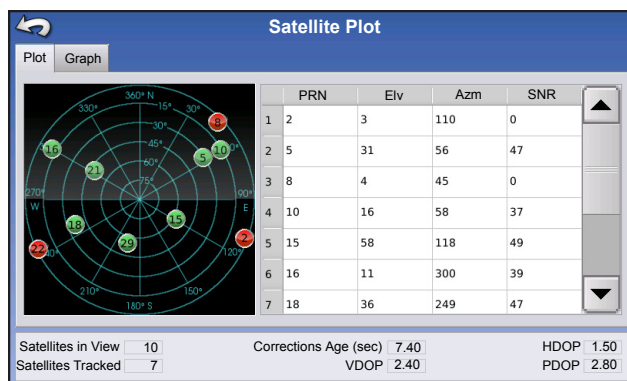 Satellite Plot
Plot Graph
360° N
330° 15° 30°
8
30°
16 45° 5 10 0°
21 60°
75°
270° 90°
W E
18 15
22 40° 29 2
120°
210° 150°
180° S
PRN Elv Azm SNR
1 2 3 110 0
2 5 31 56 47
3 8 4 45 0
4 10 16 58 37
5 15 58 118 49
6 16 11 300 39
7 18 36 249 47
Satellites in View 10 Corrections Age (sec) 7.40 HDOP 1.50
Satellites Tracked 7 VDOP 2.40 PDOP 2.80